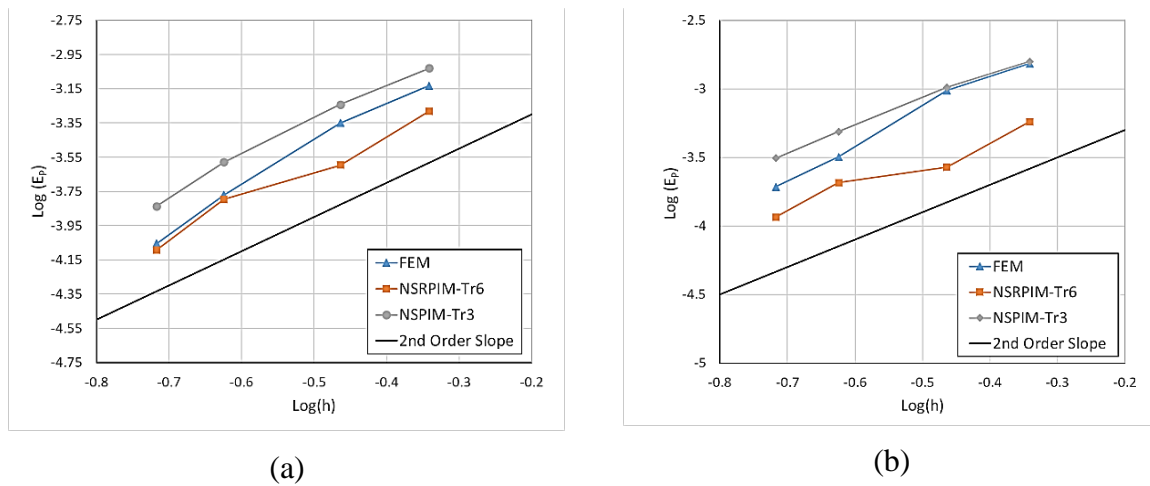 -2.75
-2.95
-3.15
-3.35
-3.55
-3.75
-3.95
-4.15
-4.35
-4.55
-4.75
Log (Ep)
-0.8 -0.7 -0.6 -0.5 -0.4 -0.3 -0.2
Log(h)
FEM
NSRPIM-Tr6
NSPIM-Tr3
2nd Order Slope
(a)
-2.5
-3
-3.5
-4
-4.5
-5
Log (Ep)
-0.8 -0.7 -0.6 -0.5 -0.4 -0.3 -0.2
Log(h)
FEM
NSRPIM-Tr6
NSPIM-Tr3
2nd Order Slope
(b)